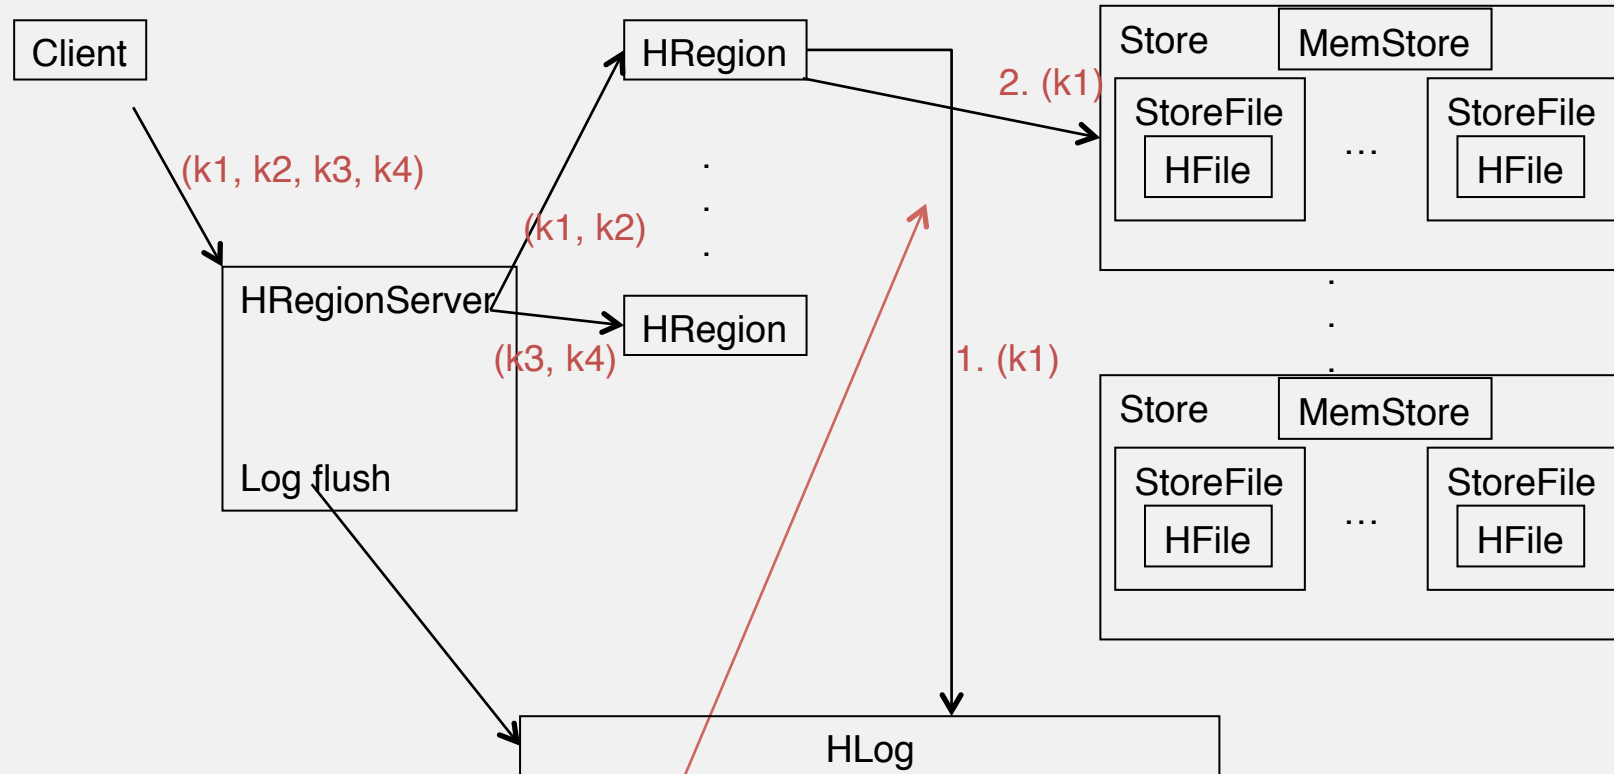 Client
(k1, k2, k3, k4)
HRegionServer
Log flush
HRegion
.
.
.
(k1, k2)
HRegion
(k3, k4)
2. (k1)
1. (k1)
Store
MemStore
StoreFile
HFile
...
StoreFile
HFile
.
.
.
Store
MemStore
StoreFile
HFile
...
StoreFile
HFile
HLog